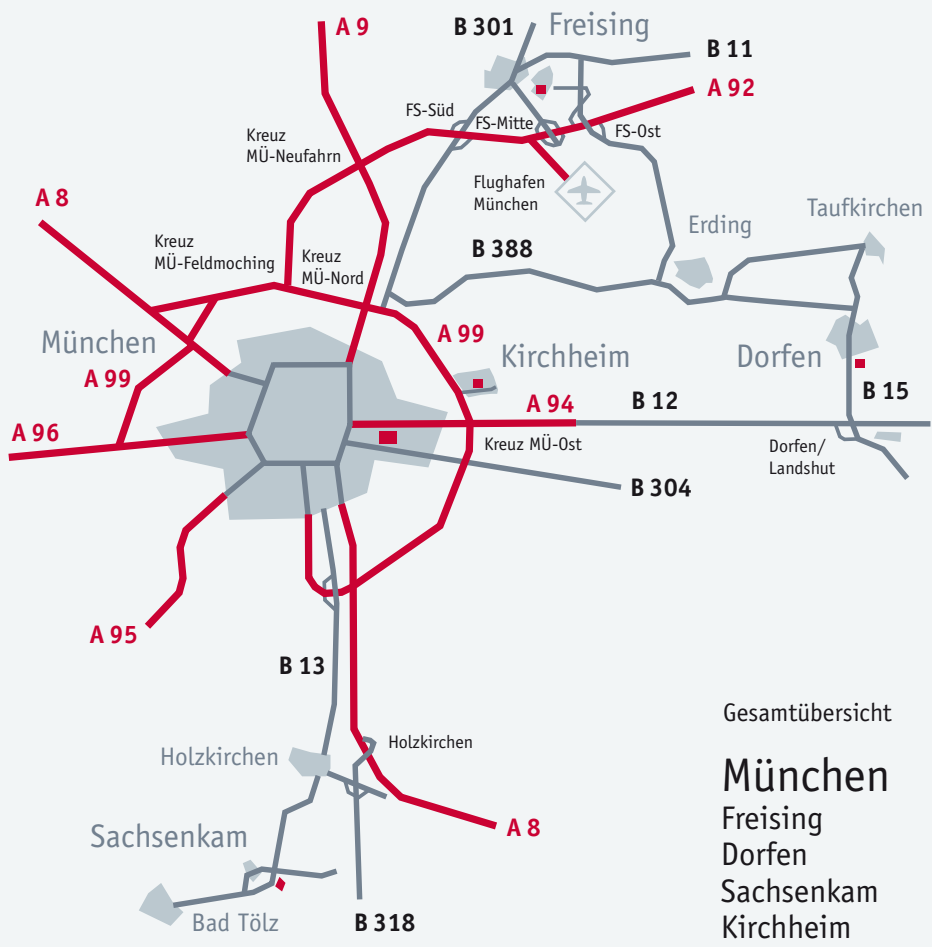 A 9
B 301
Freising
B 11
A 92
FS-Süd
FS-Mitte
FS-Ost
Kreuz
MÜ-Neufahrn
Flughafen
München
A 8
Taufkirchen
Erding
Kreuz
MÜ-Feldmoching
Kreuz
MÜ-Nord
B 388
München
A 99
Kirchheim
Dorfen
A 99
B 15
A 94
B 12
A 96
Kreuz MÜ-Ost
Dorfen/
Landshut
B 304
A 95
B 13
Holzkirchen
Holzkirchen
A 8
Sachsenkam
Bad Tölz
B 318
Gesamtübersicht
München
Freising
Dorfen
Sachsenkam
Kirchheim